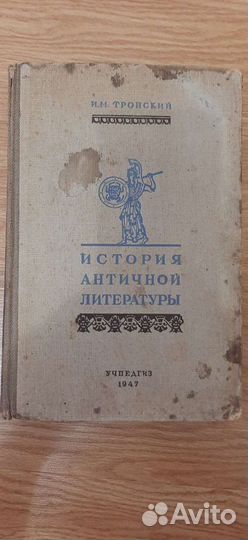 И.М. ТРОНСКИЙ
ИСТОРИЯ
АНТИЧНОЙ
ЛИТЕРАТУРЫ
УЧПЕДГИЗ
1947
Avito